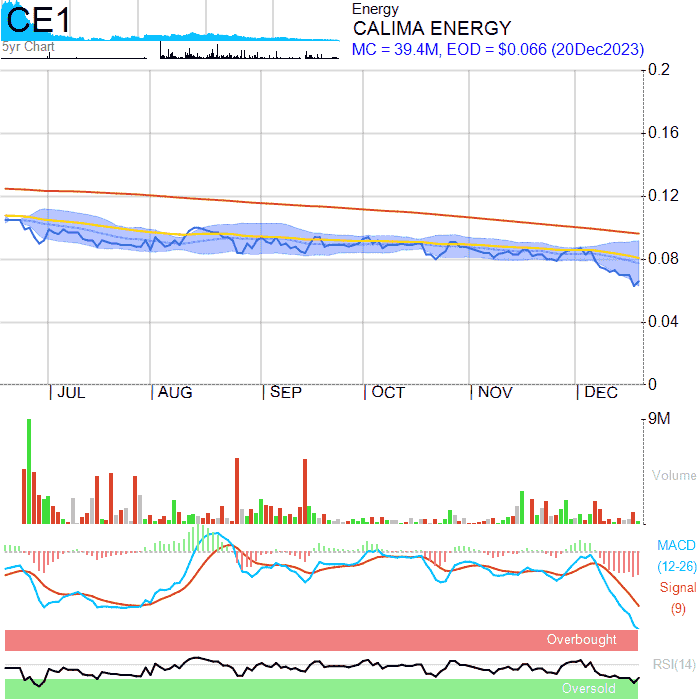 CE1
5yr Chart
Energy
CALIMA ENERGY
MC = 39.4M, EOD = $0.066 (20Dec2023)
0.2
0.16
0.12
0.08
0.04
0
JUL AUG SEP OCT NOV DEC
9M
Volume
MACD
(12-26)
Signal
(9)
Overbought
RSI(14)
Oversold